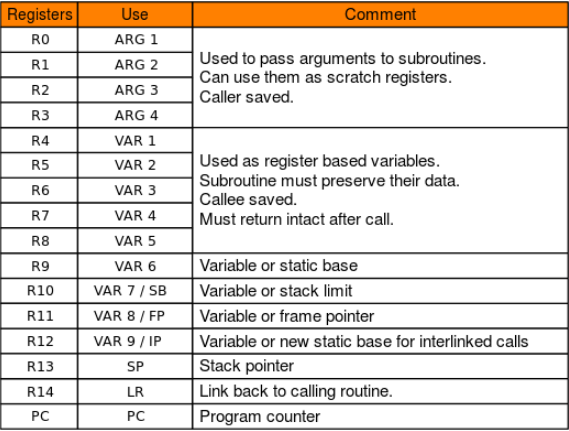 Registers Use Comment
R0 ARG 1
R1 ARG 2
R2 ARG 3
R3 ARG 4
Used to pass arguments to subroutines.
Can use them as scratch registers.
Caller saved.
R4 VAR 1
R5 VAR 2
R6 VAR 3
R7 VAR 4
R8 VAR 5
Used as register based variables.
Subroutine must preserve their data.
Callee saved.
Must return intact after call.
R9 VAR 6 Variable or static base
R10 VAR 7 / SB Variable or stack limit
R11 VAR 8 / FP Variable or frame pointer
R12 VAR 9 / IP Variable or new static base for interlinked calls
R13 SP Stack pointer
R14 LR Link back to calling routine.
PC PC Program counter